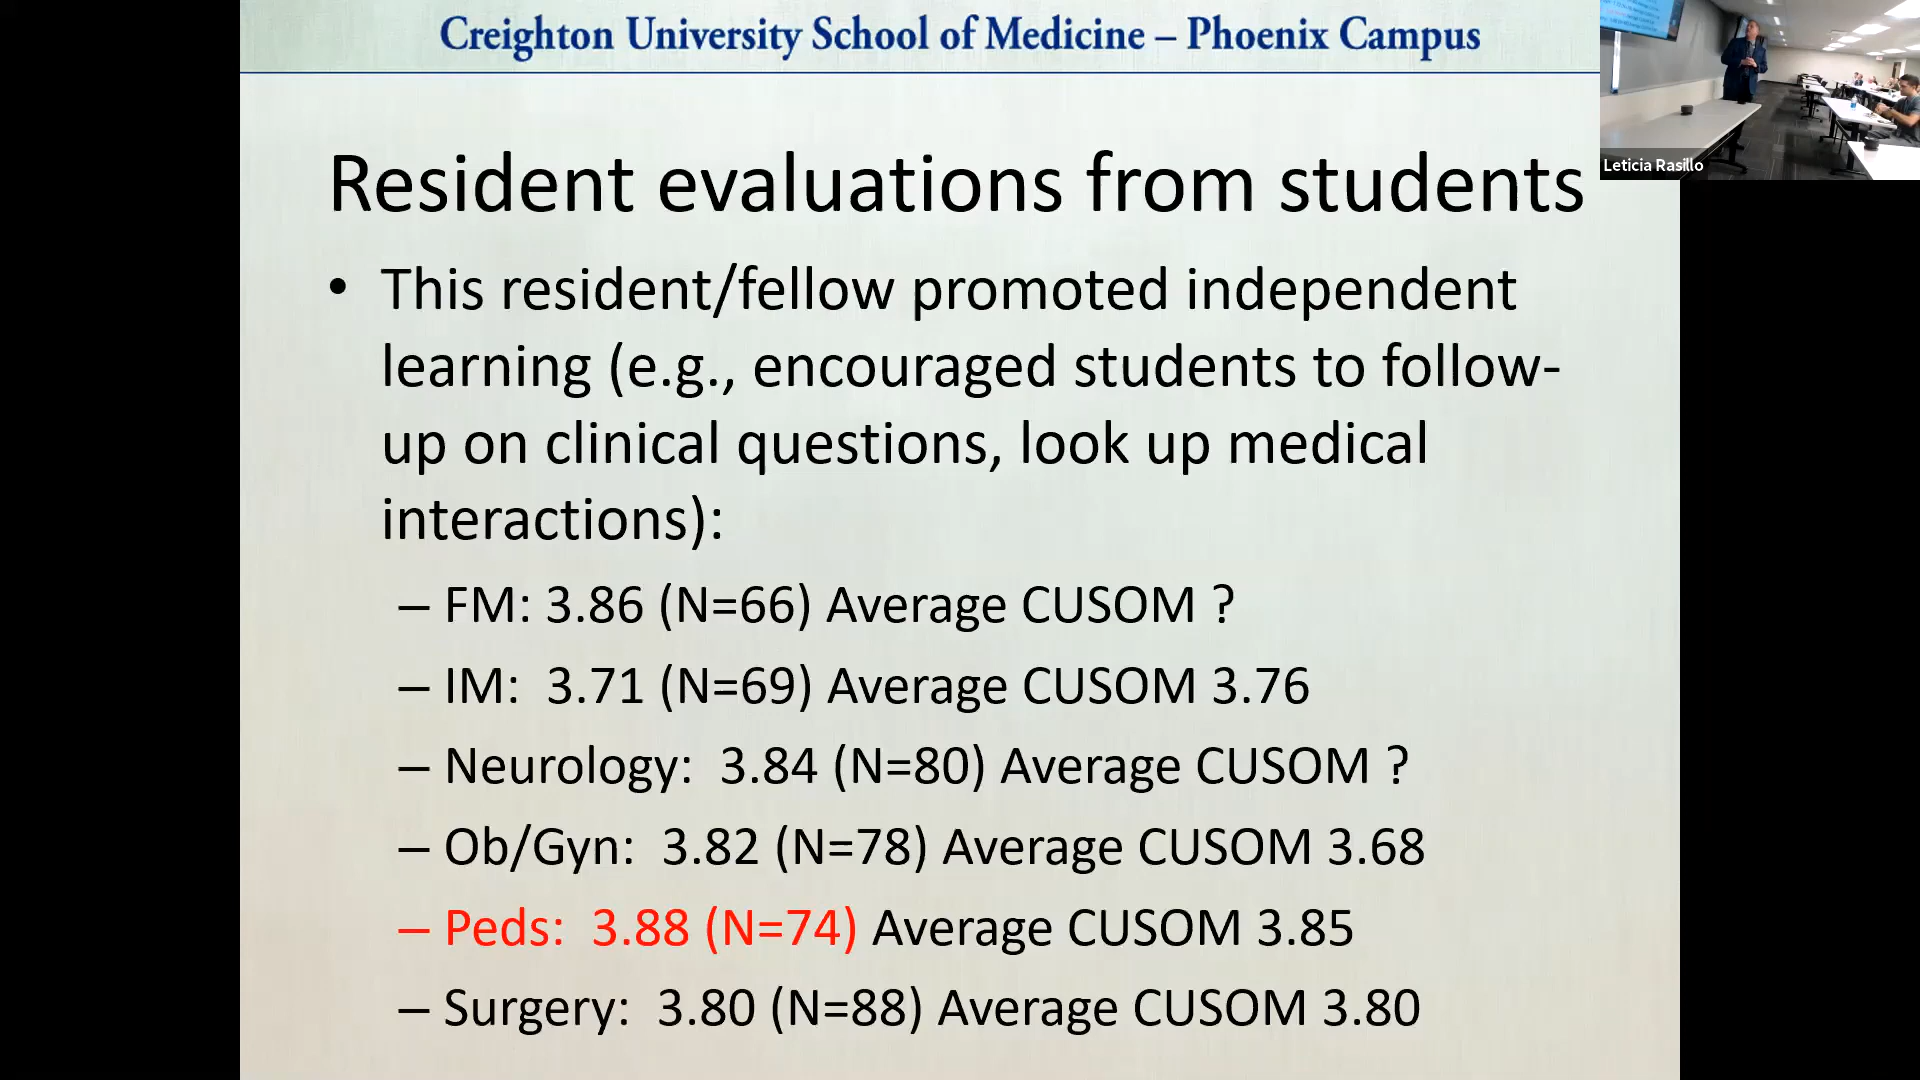 Creighton University School of Medicine – Phoenix Campus
Leticia Rasillo
Resident evaluations from students
• This resident/fellow promoted independent
learning (e.g., encouraged students to follow-
up on clinical questions, look up medical
interactions):
– FM: 3.86 (N=66) Average CUSOM ?
– IM:  3.71 (N=69) Average CUSOM 3.76
– Neurology:  3.84 (N=80) Average CUSOM ?
– Ob/Gyn:  3.82 (N=78) Average CUSOM 3.68
– Peds:  3.88 (N=74) Average CUSOM 3.85
– Surgery:  3.80 (N=88) Average CUSOM 3.80